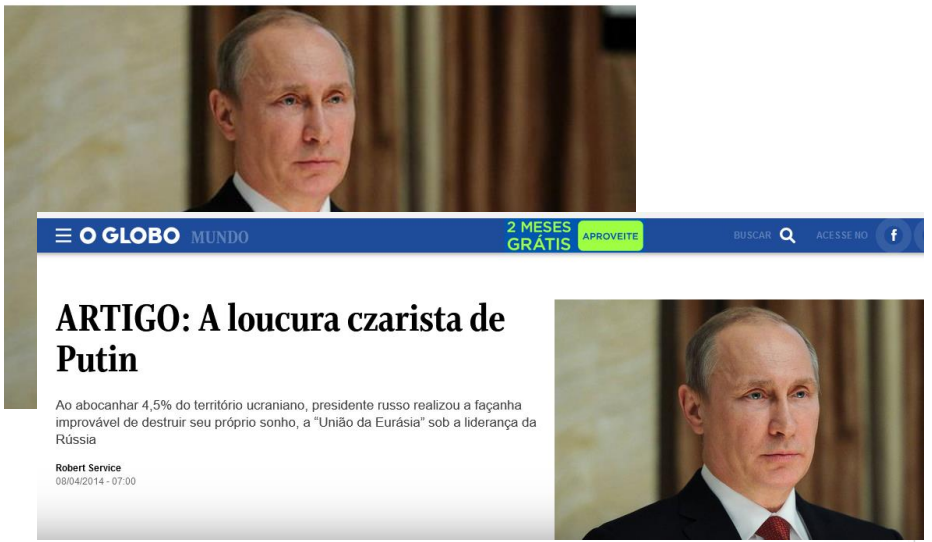 O GLOBO MUNDO
2 MESES
GRÁTIS
APROVEITE
BUSCAR
ACESSE NO
f
ARTIGO: A loucura czarista de
Putin
Ao abocanhar 4,5% do território ucraniano, presidente russo realizou a façanha
improvável de destruir seu próprio sonho, a “União da Eurásia” sob a liderança da
Rússia
Robert Service
08/04/2014 - 07:00